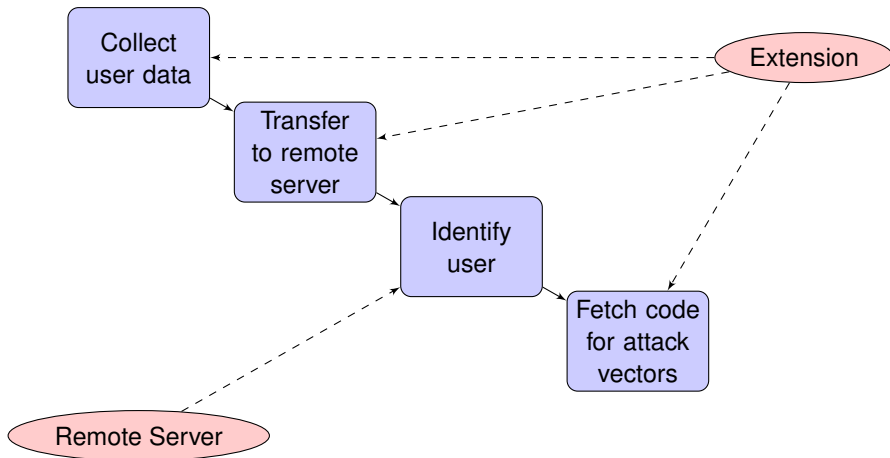 Collect
user data
Extension
Transfer
to remote
server
Identify
user
Fetch code
for attack
vectors
Remote Server